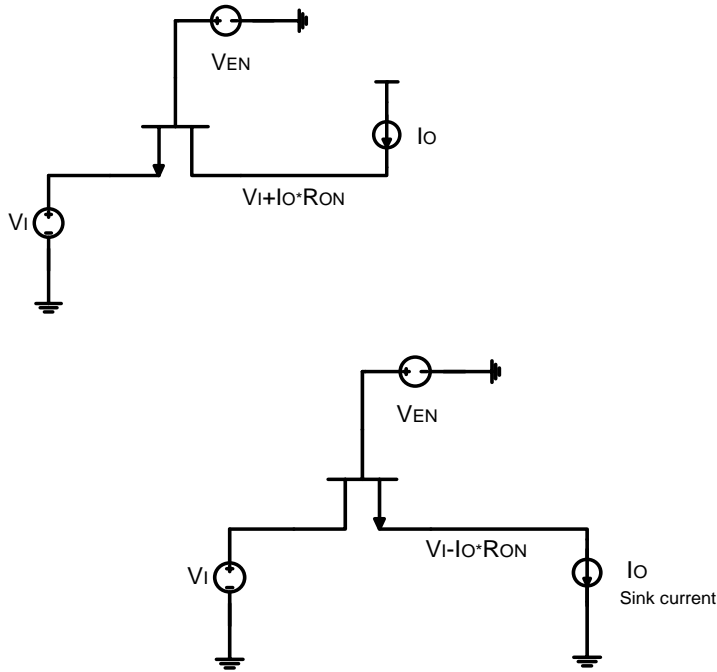 VEN
IO
VI+IO*RON
VI
VEN
VI-IO*RON
VI
IO
Sink current